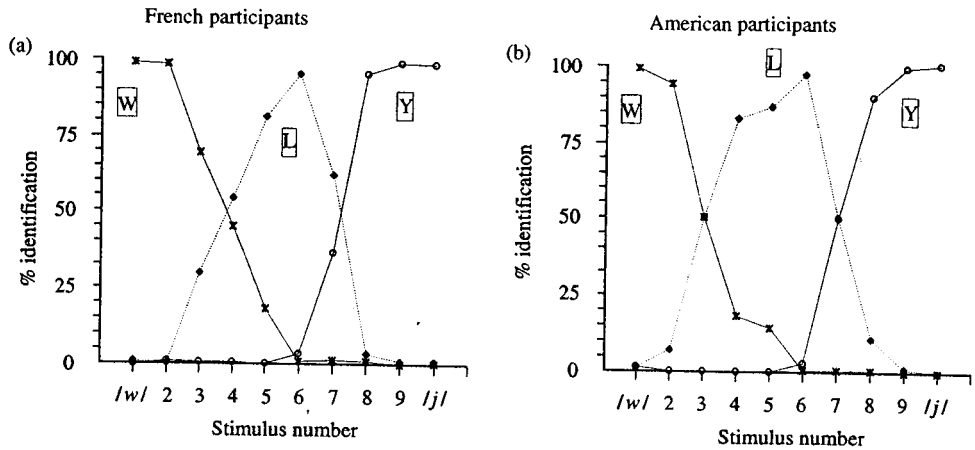 French participants
(a)
100
75
50
25
0
% identification
W
L
Y
/w/ 2 3 4 5 6 7 8 9 /j/
Stimulus number
American participants
(b)
100
75
50
25
0
% identification
W
L
Y
/w/ 2 3 4 5 6 7 8 9 /j/
Stimulus number